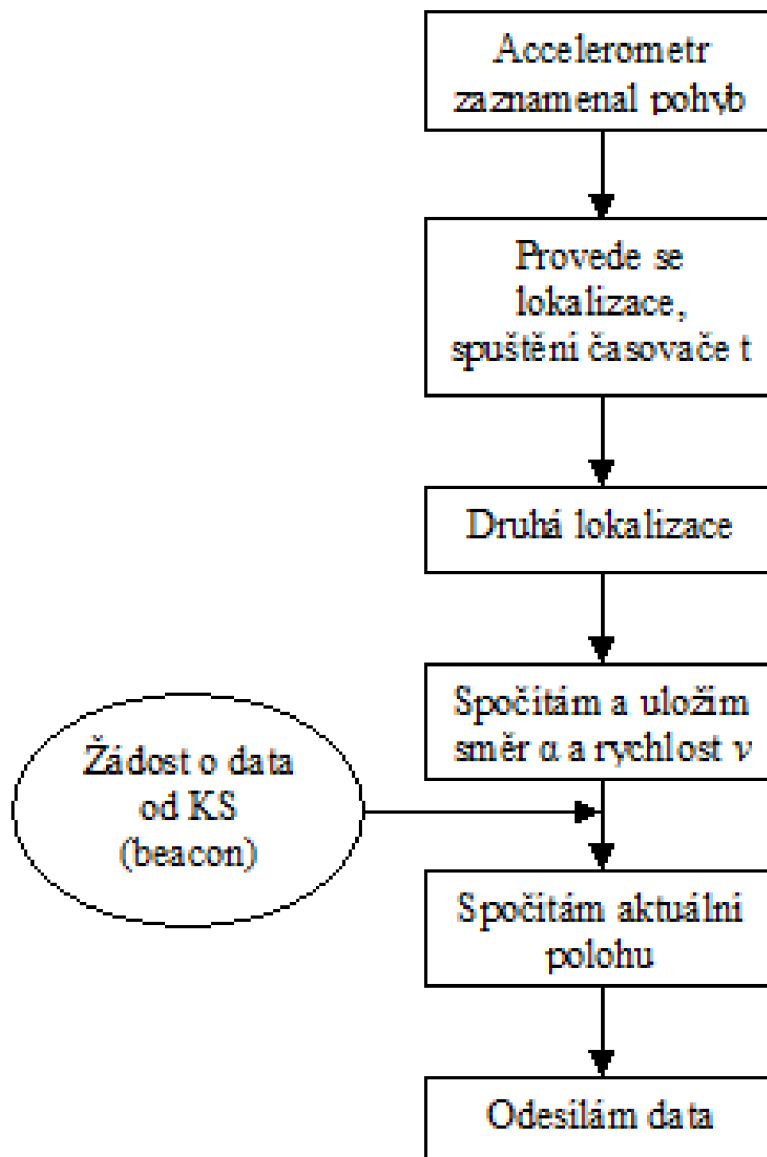 Accelerometr
zaznamenal pohyb
Provede se
lokalizace,
spuštění časovače t
Druhá lokalizace
Spočítám a uložím
směr α a rychlost v
Žádost o data
od KS
(beacon)
Spočítám aktuální
polohu
Odesílám data